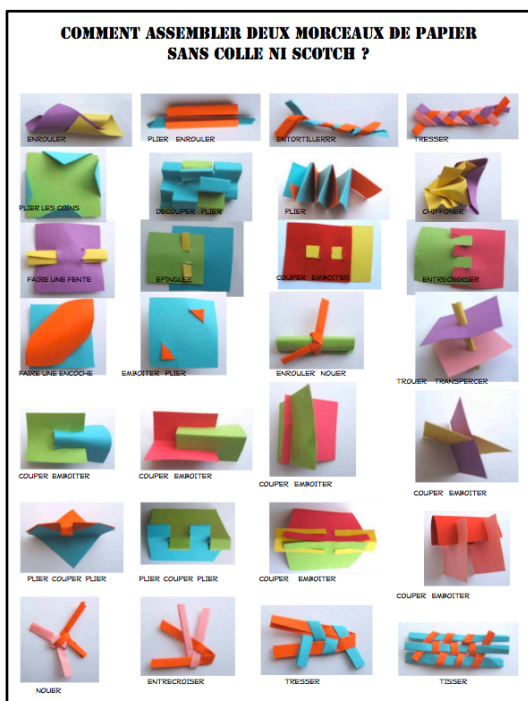 COMMENT ASSEMBLER DEUX MORCEAUX DE PAPIER
SANS COLLE NI SCOTCH ?
ENROULER
PLIER ENROULER
ENTORTILLERRR
TRESSER
PLIER LES COINS
DECOUPER PLIER
PLIER
CHIFFONER
FAIRE UNE FENTE
EPINGLER
COUPER EMBOITER
ENTRECROISER
FAIRE UNE ENCOCHE
EMBOITER PLIER
ENROULER NOUER
TROUER TRANSPERCER
COUPER EMBOITER
COUPER EMBOITER
COUPER EMBOITER
COUPER EMBOITER
PLIER COUPER PLIER
PLIER COUPER PLIER
COUPER EMBOITER
COUPER EMBOITER
NOUER
ENTRECROISER
TRESSER
TISSER